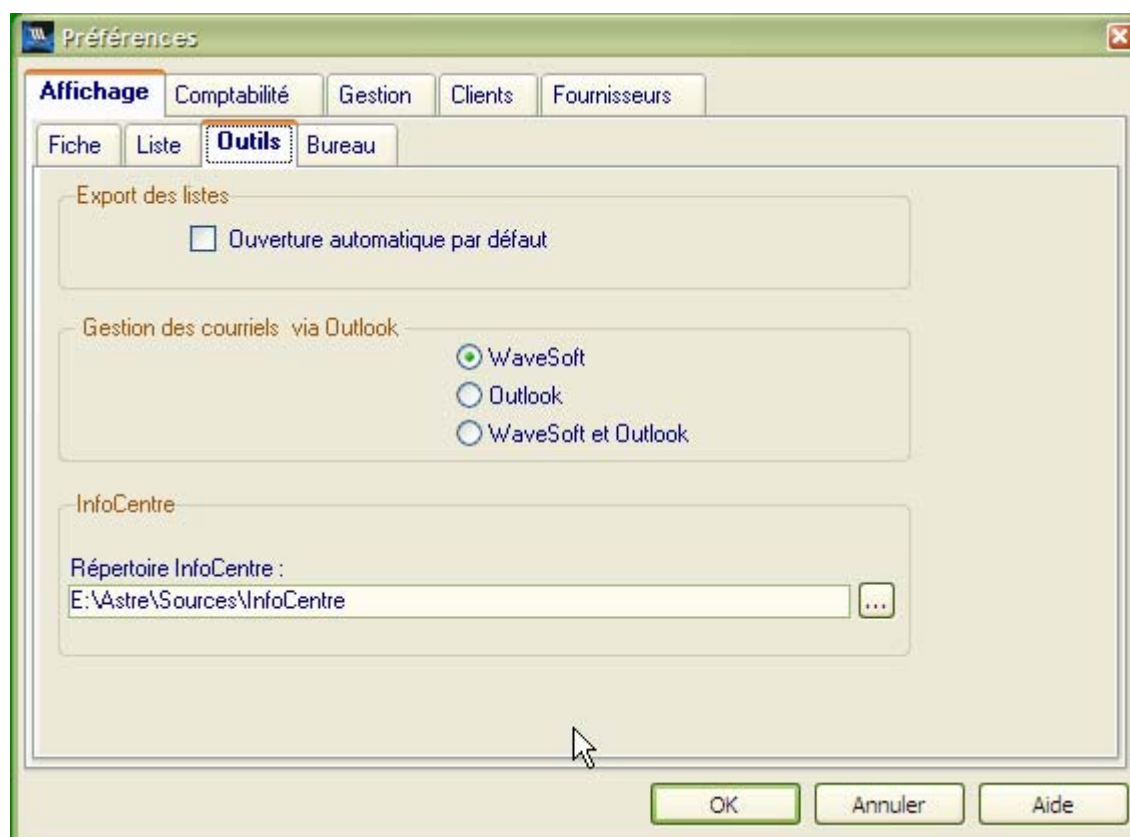 Préférences
Affichage Comptabilité Gestion Clients Fournisseurs
Fiche Liste Outils Bureau
Export des listes
Ouverture automatique par défaut
Gestion des courriels via Outlook
WaveSoft
Outlook
WaveSoft et Outlook
InfoCentre
Répertoire InfoCentre :
E:\Astre\Sources\InfoCentre ...
OK Annuler Aide